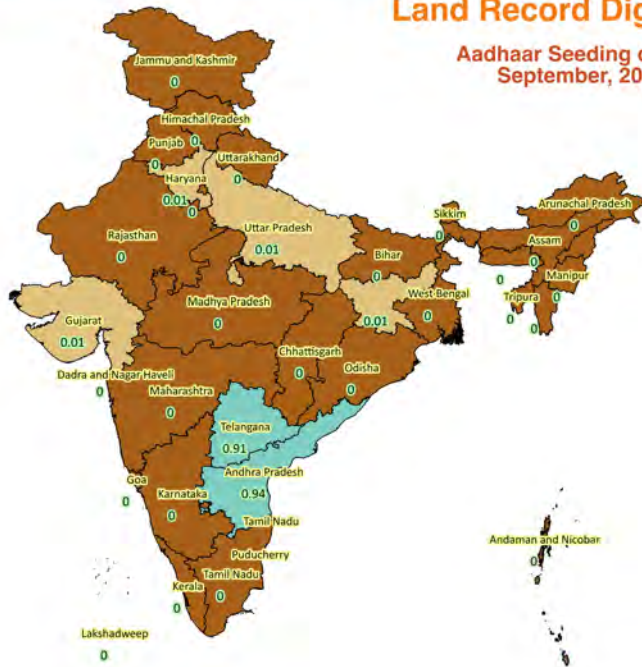 Land Record Dig
Aadhaar Seeding
September, 20
Jammu and Kashmir
0
Himachal Pradesh
0
Punjab
0
Uttarakhand
0
Haryana
0.01
0
Rajasthan
0
Uttar Pradesh
0.01
Sikkim
0
Arunachal Pradesh
0
Assam
0
Bihar
0
Manipur
0
0
Tripura
0
0
Gujarat
0.01
Madhya Pradesh
0
0.01
West Bengal
0
Chhattisgarh
0
Odisha
0
Dadra and Nagar Haveli
0
Maharashtra
0
Telangana
0.91
Andhra Pradesh
0.94
Goa
0
Karnataka
0
Tamil Nadu
Puducherry
Kerala
0
Tamil Nadu
0
Andaman and Nicobar
0
Lakshadweep
0